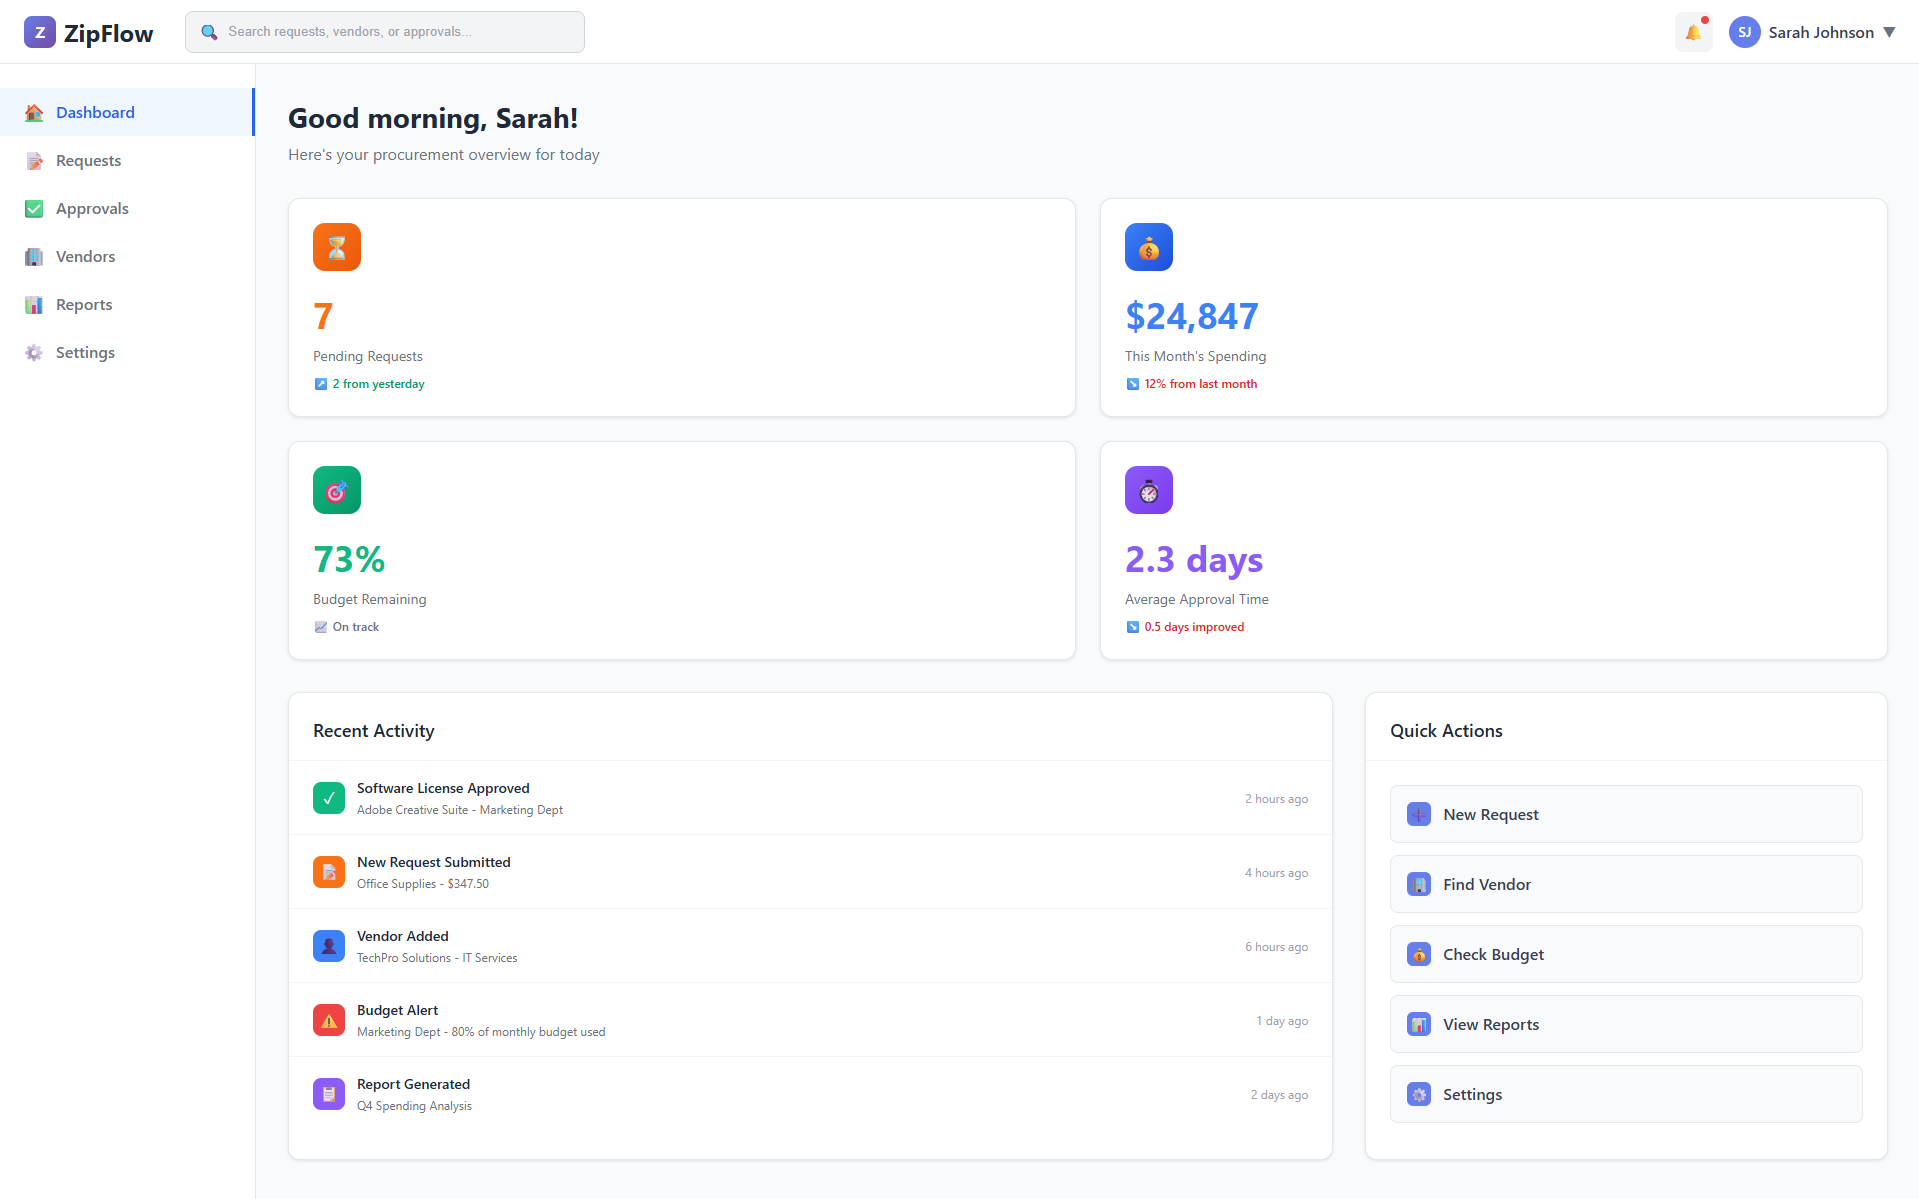 Z ZipFlow
Search requests, vendors, or approvals...
SJ Sarah Johnson
Dashboard
Requests
Approvals
Vendors
Reports
Settings
Good morning, Sarah!
Here's your procurement overview for today
7
Pending Requests
2 from yesterday
$24,847
This Month's Spending
12% from last month
73%
Budget Remaining
On track
2.3 days
Average Approval Time
0.5 days improved
Recent Activity
Software License Approved
Adobe Creative Suite - Marketing Dept
2 hours ago
New Request Submitted
Office Supplies - $347.50
4 hours ago
Vendor Added
TechPro Solutions - IT Services
6 hours ago
Budget Alert
Marketing Dept - 80% of monthly budget used
1 day ago
Report Generated
Q4 Spending Analysis
2 days ago
Quick Actions
New Request
Find Vendor
Check Budget
View Reports
Settings